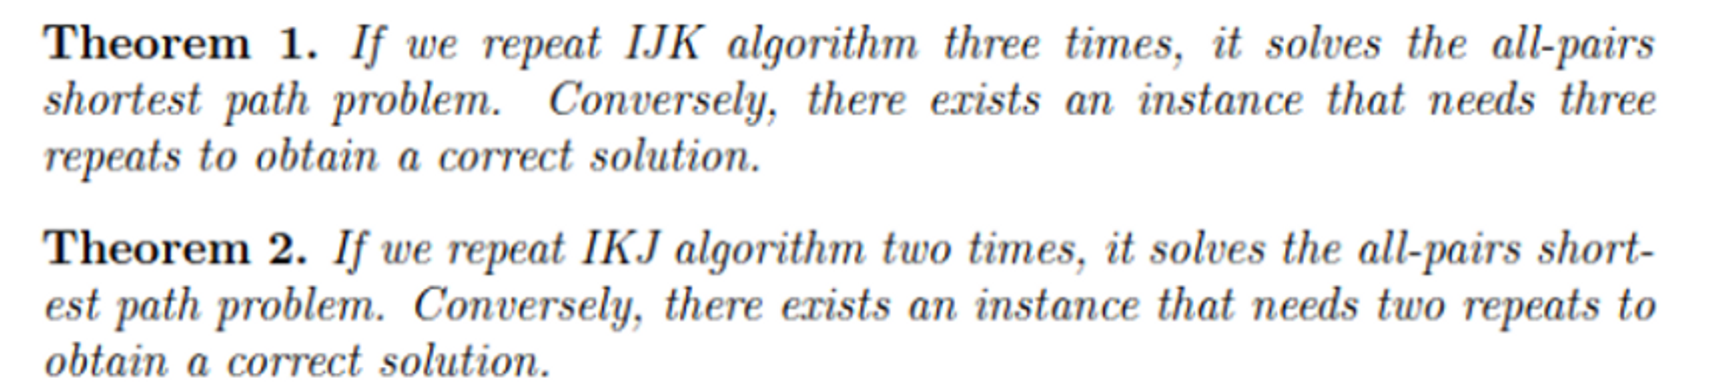 Theorem 1. If we repeat IJK algorithm three times, it solves the all-pairs
shortest path problem. Conversely, there exists an instance that needs three
repeats to obtain a correct solution.
Theorem 2. If we repeat IKJ algorithm two times, it solves the all-pairs short-
est path problem. Conversely, there exists an instance that needs two repeats to
obtain a correct solution.